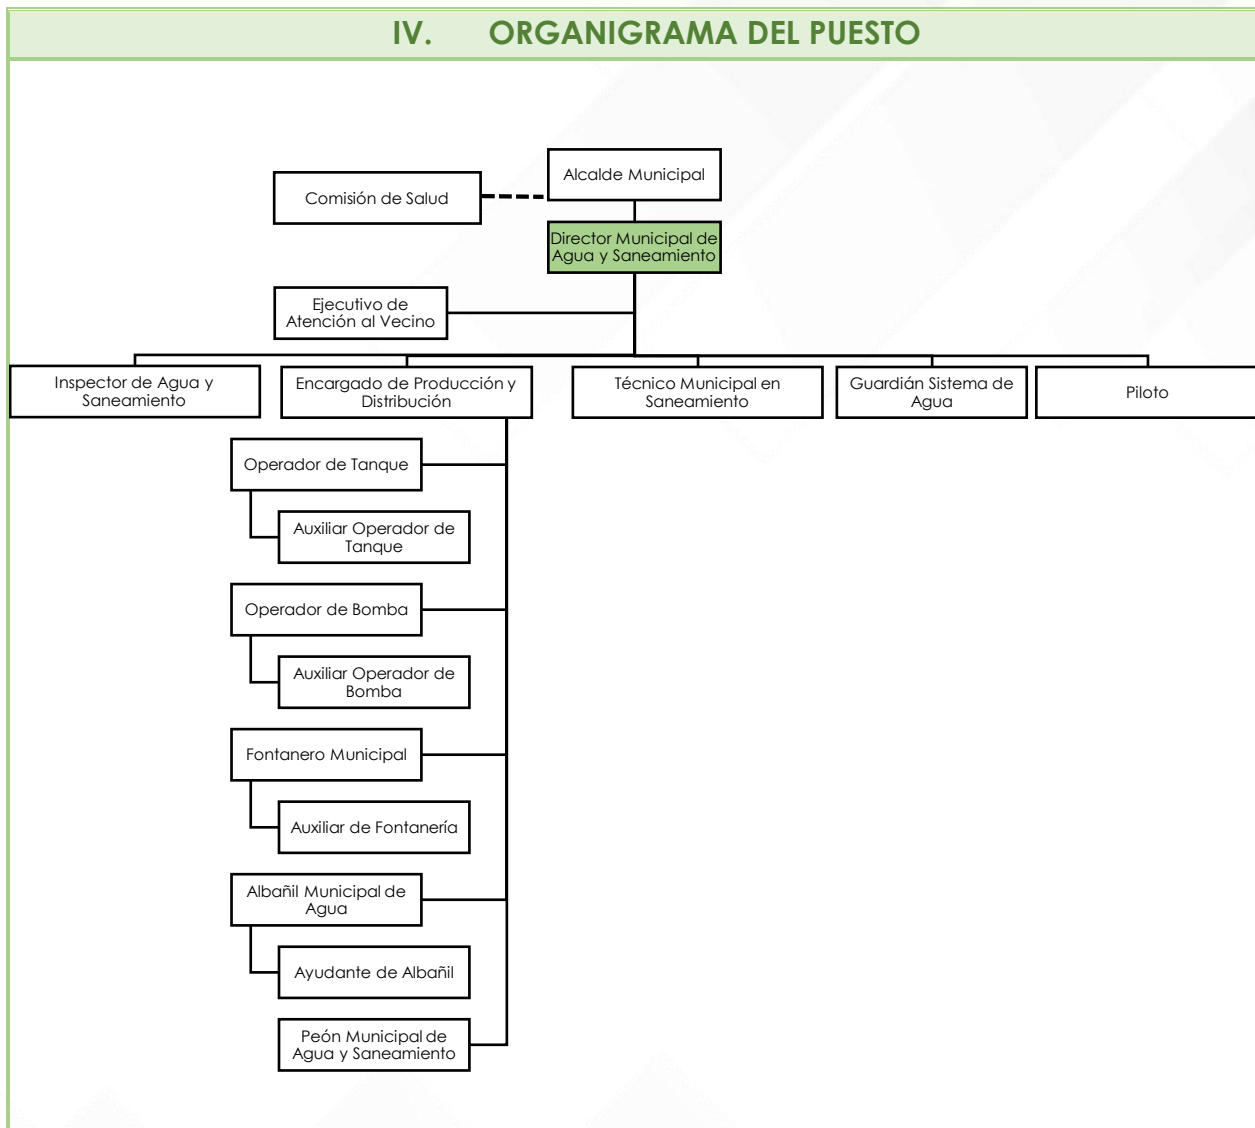 IV. ORGANIGRAMA DEL PUESTO
Alcalde Municipal
Comisión de Salud
Director Municipal de
Agua y Saneamiento
Ejecutivo de
Atención al Vecino
Inspector de Agua y
Saneamiento
Encargado de Producción y
Distribución
Técnico Municipal en
Saneamiento
Guardián Sistema de
Agua
Piloto
Operador de Tanque
Auxiliar Operador de
Tanque
Operador de Bomba
Auxiliar Operador de
Bomba
Fontanero Municipal
Auxiliar de Fontanería
Albañil Municipal de
Agua
Ayudante de Albañil
Peón Municipal de
Agua y Saneamiento